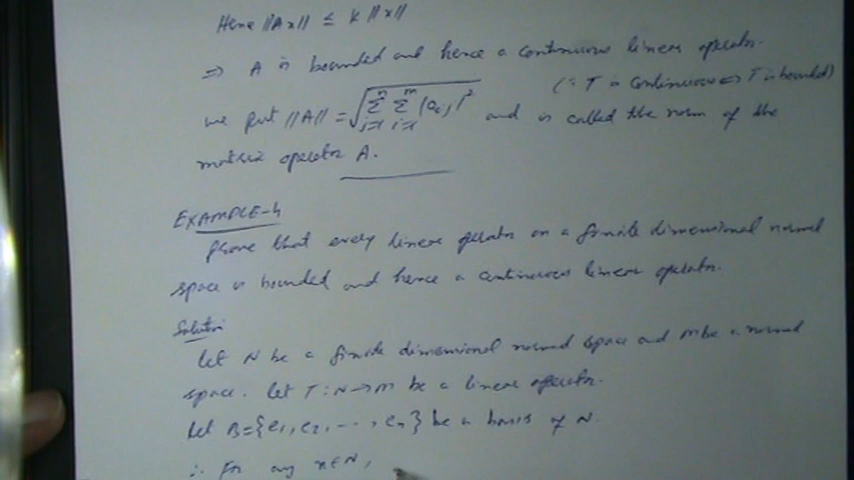 Hence ||Ax|| ≤ k ||x||
⇒ A is bounded and hence a continuous linear operator.
(∵ T is continuous ⇔ T is bounded)
we put ||A|| = √(∑_{j=1}^{n} ∑_{i=1}^{m} |a_{ij}|²) and is called the norm of the
matrix operator A.
EXAMPLE-4
Prove that every linear operator on a finite dimensional normed
space is bounded and hence a continuous linear operator.
Solution
Let N be a finite dimensional normed space and M be a normed
space. Let T : N → M be a linear operator.
Let B = {e₁, e₂, ..., eₙ} be a basis of N.
∴ For any x ∈ N,